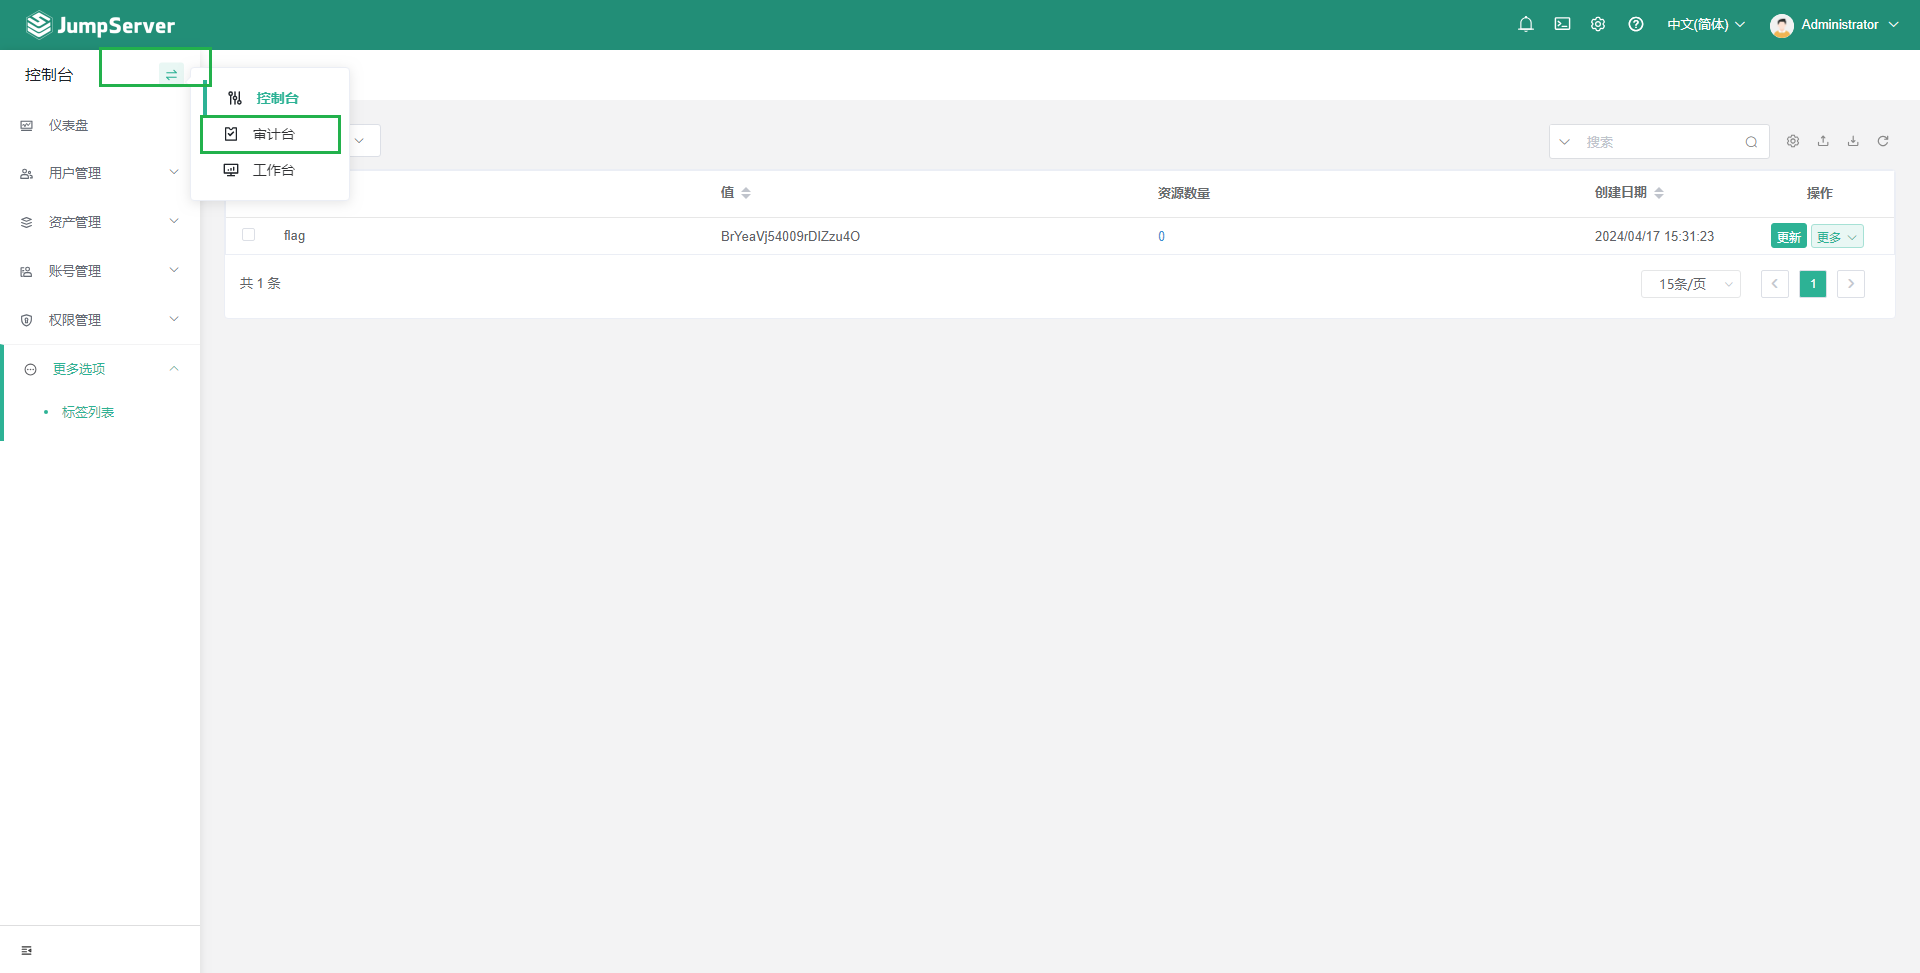 JumpServer
中文(简体)
Administrator
控制台
控制台
审计台
工作台
仪表盘
用户管理
资产管理
账号管理
权限管理
更多选项
标签列表
搜索
值
资源数量
创建日期
操作
flag
BrYeaVj54009rDIZzu4O
0
2024/04/17 15:31:23
更新
更多
共 1 条
15条/页
1